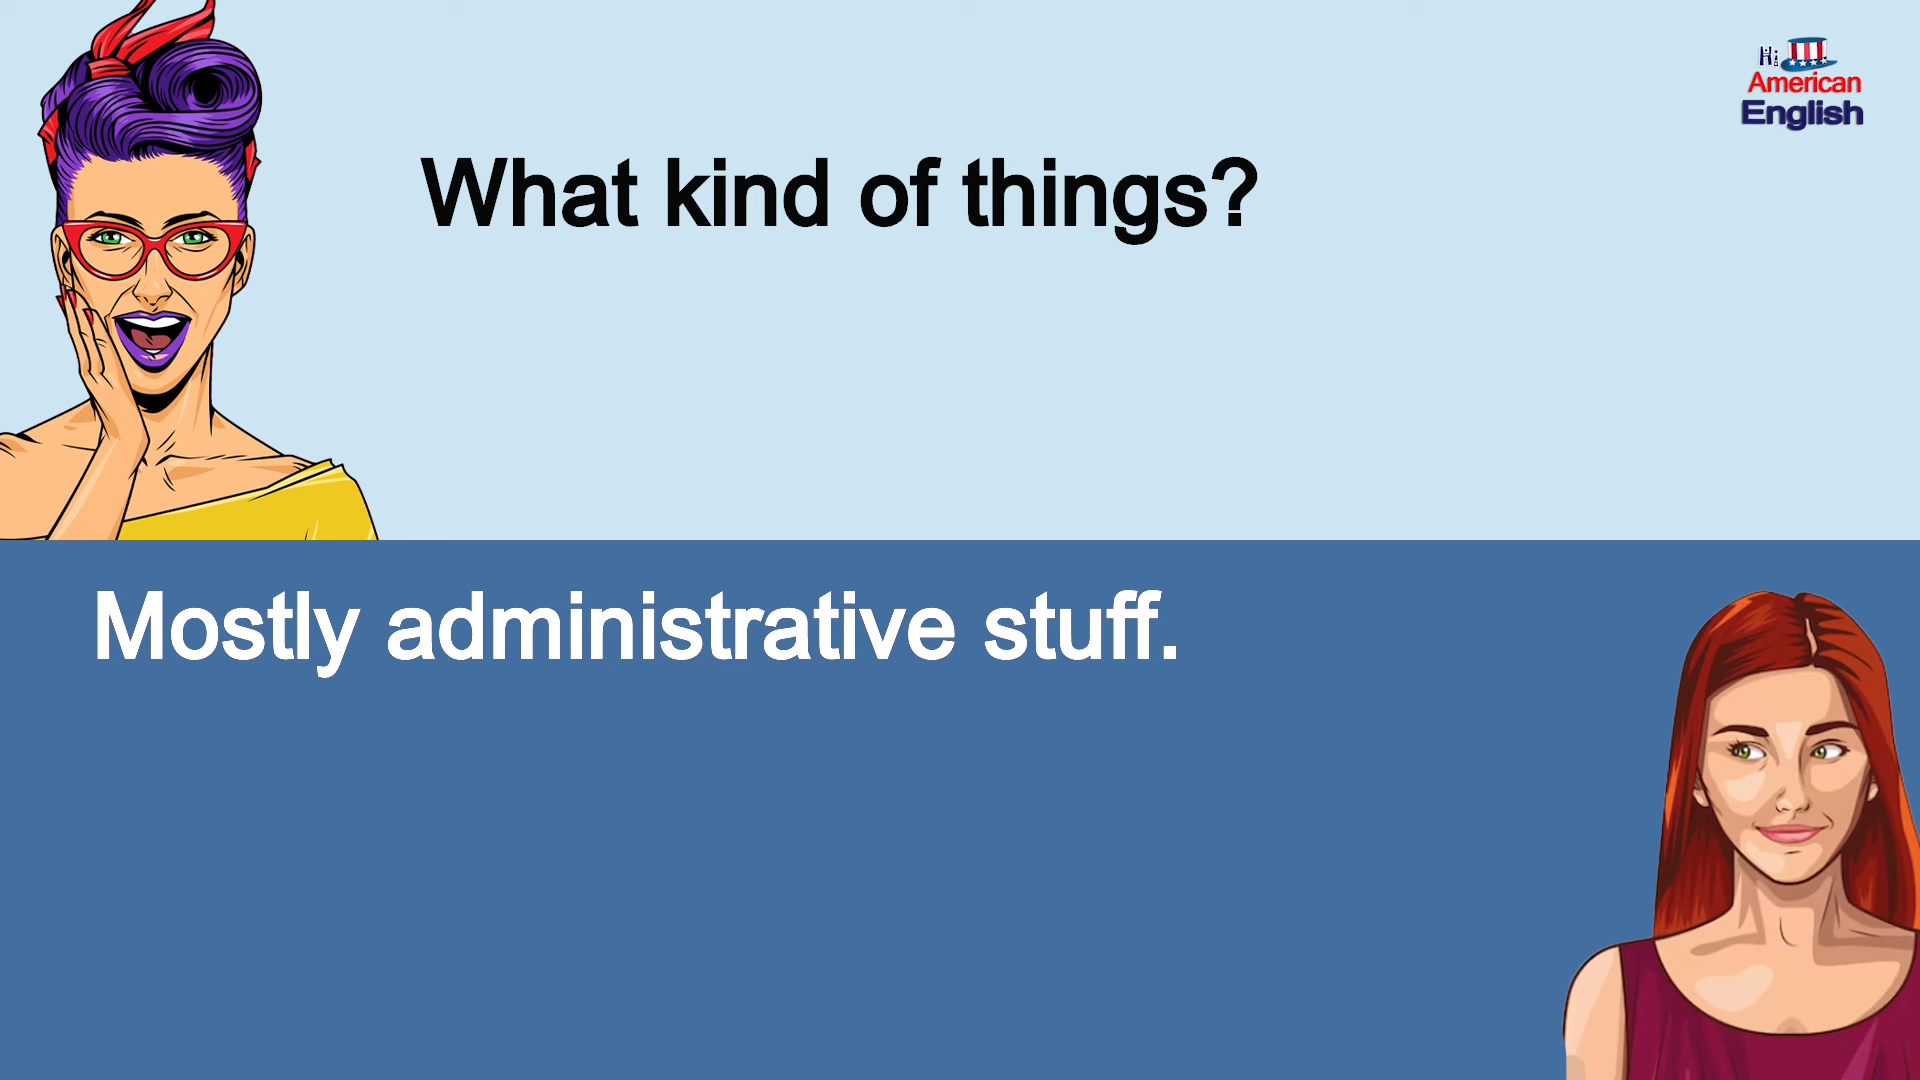 Hi
American
English
What kind of things?
Mostly administrative stuff.